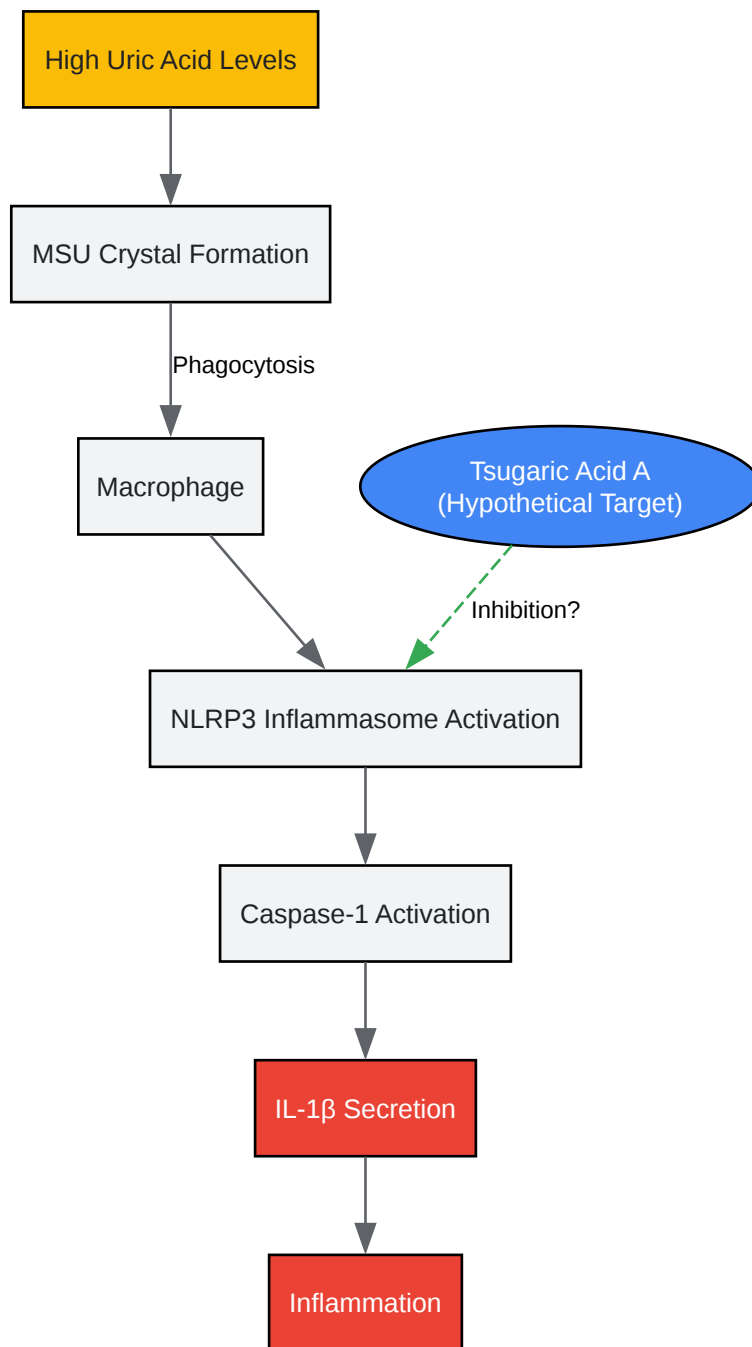 High Uric Acid Levels
MSU Crystal Formation
Phagocytosis
Macrophage
Tsugaric Acid A
(Hypothetical Target)
Inhibition?
NLRP3 Inflammasome Activation
Caspase-1 Activation
IL-1β Secretion
Inflammation